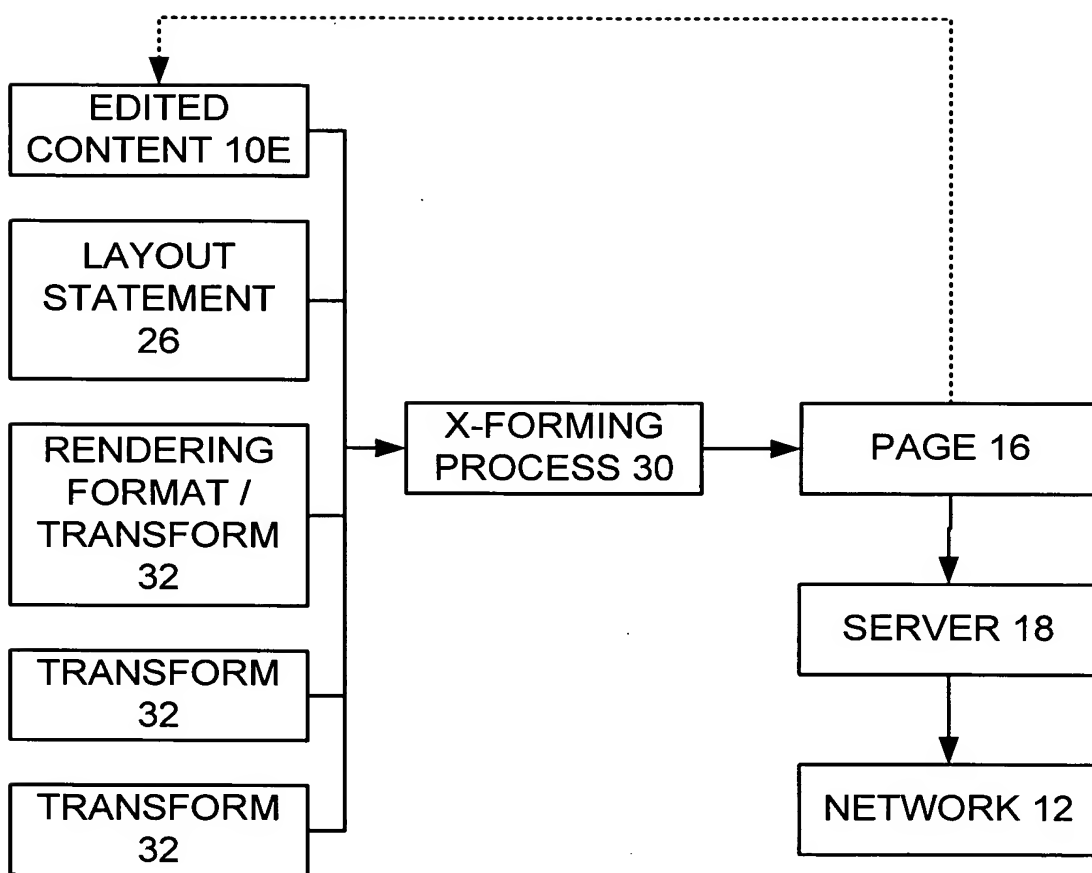 EDITED
CONTENT 10E
LAYOUT
STATEMENT
26
RENDERING
FORMAT /
TRANSFORM
32
TRANSFORM
32
TRANSFORM
32
X-FORMING
PROCESS 30
PAGE 16
SERVER 18
NETWORK 12